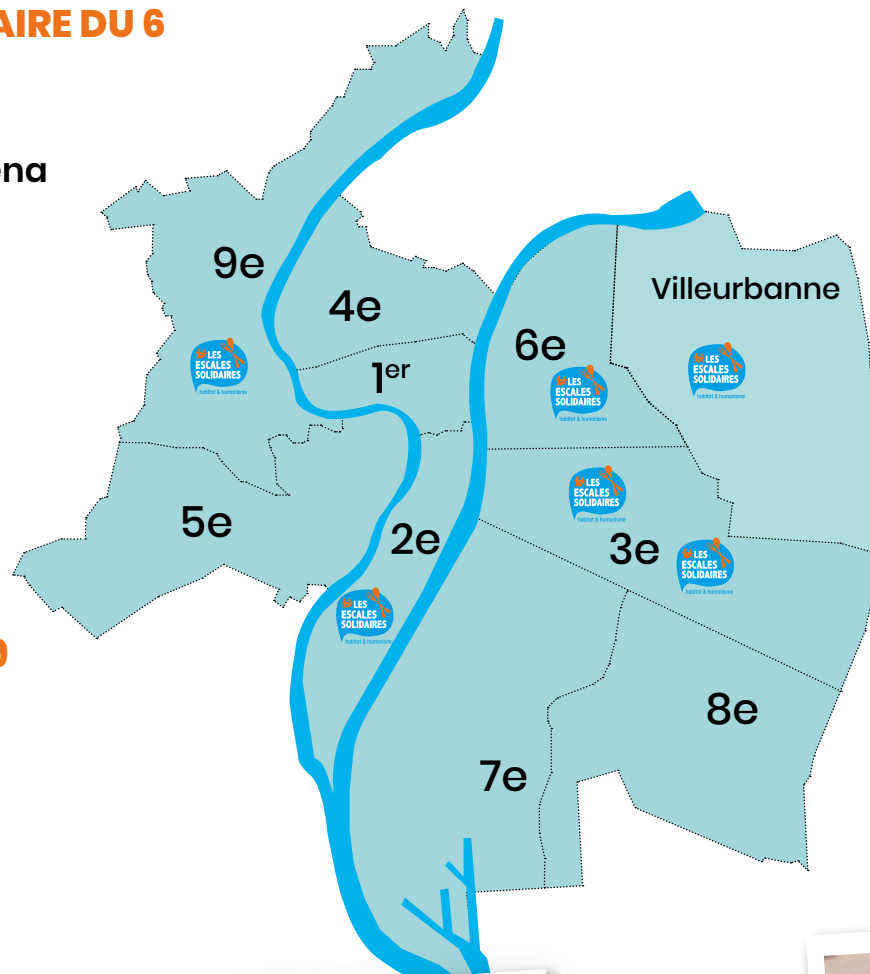 AIRE DU 6
ena
9e
4e
1er
6e
Villeurbanne
LES
ESCALES
SOLIDAIRES
habitat & humanisme
LES
ESCALES
SOLIDAIRES
habitat & humanisme
LES
ESCALES
SOLIDAIRES
habitat & humanisme
LES
ESCALES
SOLIDAIRES
habitat & humanisme
5e
2e
3e
LES
ESCALES
SOLIDAIRES
habitat & humanisme
LES
ESCALES
SOLIDAIRES
habitat & humanisme
9
8e
7e